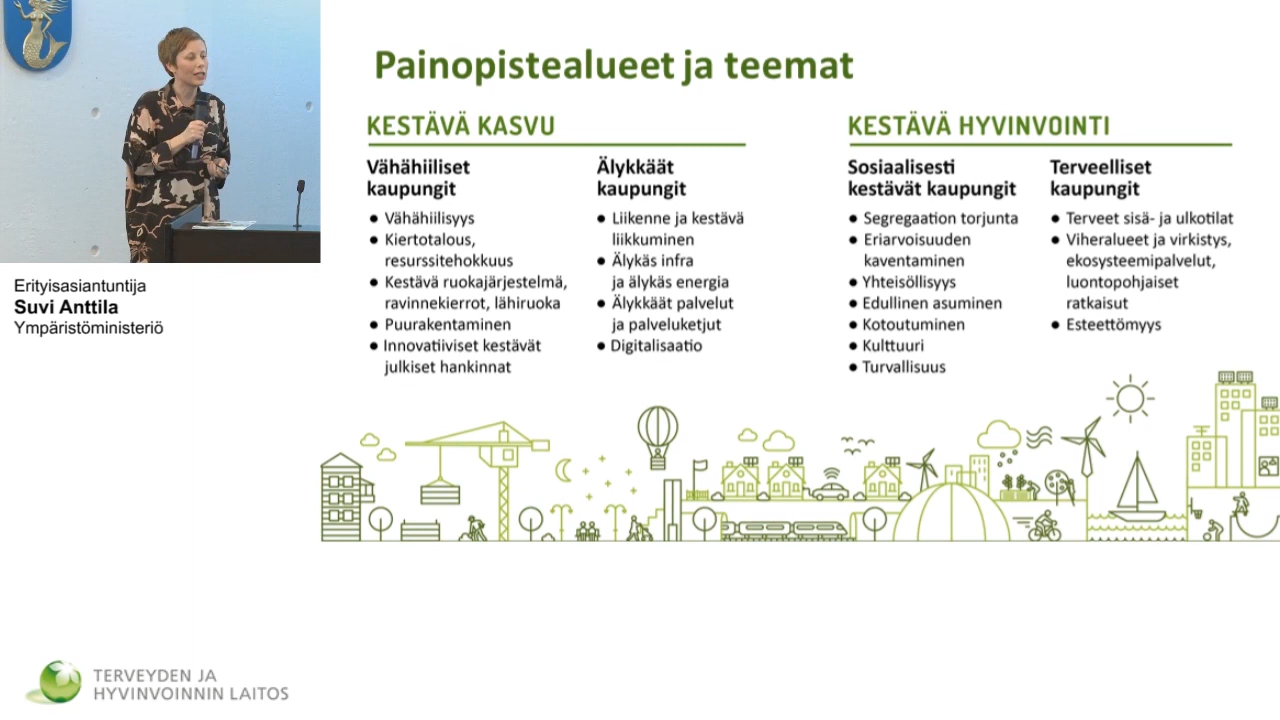 Painopistealueet ja teemat
KESTÄVÄ KASVU
Vähähiiliset
kaupungit
● Vähähiilisyys
● Kiertotalous,
resurssitehokkuus
● Kestävä ruokajärjestelmä,
ravinnekierrot, lähiruoka
● Puurakentaminen
● Innovatiiviset kestävät
julkiset hankinnat
Älykkäät
kaupungit
● Liikenne ja kestävä
liikkuminen
● Älykäs infra
ja älykäs energia
● Älykkäät palvelut
ja palveluketjut
● Digitalisaatio
KESTÄVÄ HYVINVOINTI
Sosiaalisesti
kestävät kaupungit
● Segregaation torjunta
● Eriarvoisuuden
kaventaminen
● Yhteisöllisyys
● Edullinen asuminen
● Kotoutuminen
● Kulttuuri
● Turvallisuus
Terveelliset
kaupungit
● Terveet sisä- ja ulkotilat
● Viheralueet ja virkistys,
ekosysteemipalvelut,
luontopohjaiset
ratkaisut
● Esteettömyys
Erityisasiantuntija
Suvi Anttila
Ympäristöministeriö
TERVEYDEN JA
HYVINVOINNIN LAITOS